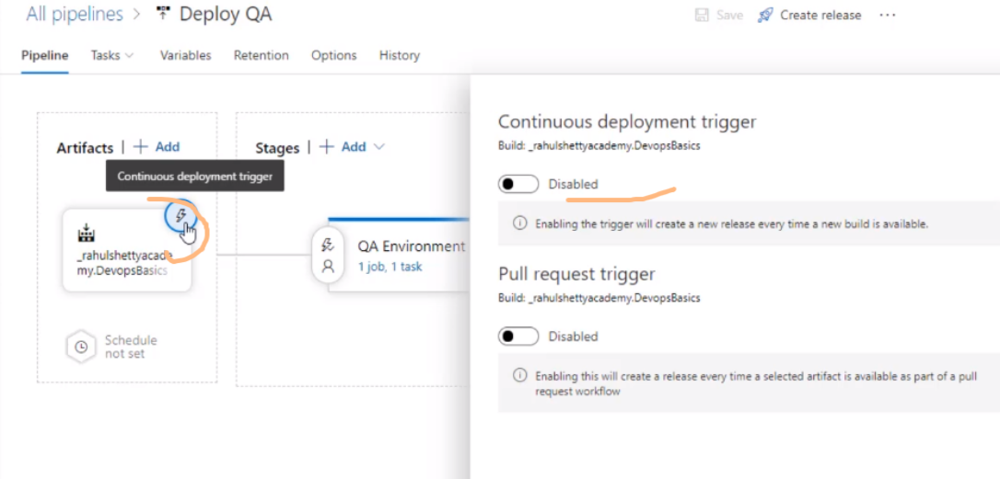 All pipelines > Deploy QA
Save Create release ...
Pipeline Tasks Variables Retention Options History
Artifacts | + Add
Stages | + Add
Continuous deployment trigger
_rahulshettyacade
my.DevopsBasics
Schedule
not set
QA Environment
1 job, 1 task
Continuous deployment trigger
Build: _rahulshettyacademy.DevopsBasics
Disabled
Enabling the trigger will create a new release every time a new build is available.
Pull request trigger
Build: _rahulshettyacademy.DevopsBasics
Disabled
Enabling this will create a release every time a selected artifact is available as part of a pull
request workflow